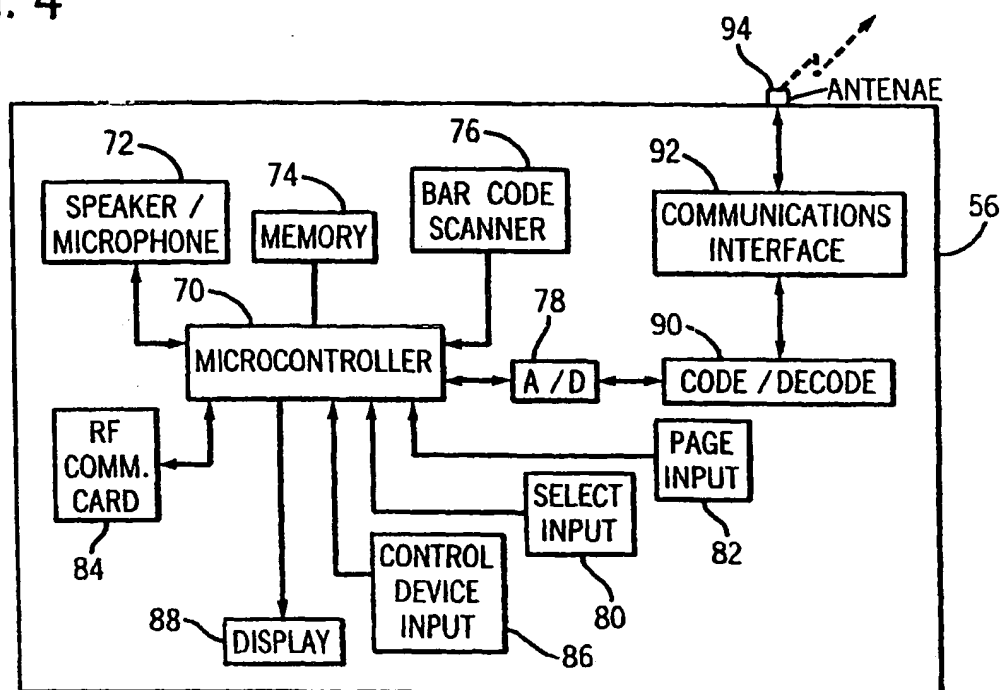 . 4
94
ANTENAE
72
74
76
92
56
SPEAKER /
MICROPHONE
MEMORY
BAR CODE
SCANNER
COMMUNICATIONS
INTERFACE
70
78
90
MICROCONTROLLER
A / D
CODE / DECODE
RF
COMM.
CARD
84
PAGE
INPUT
82
SELECT
INPUT
80
CONTROL
DEVICE
INPUT
86
88
DISPLAY